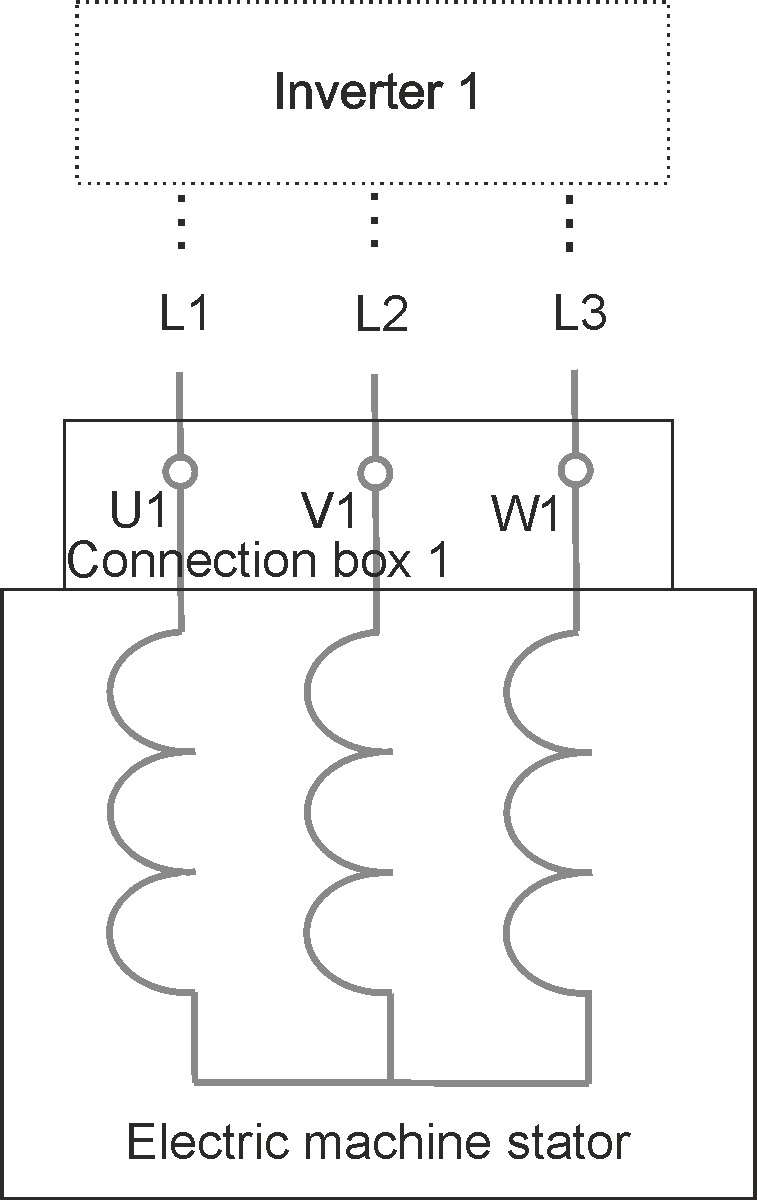 Inverter 1
L1 L2 L3
U1 V1 W1
Connection box 1
Electric machine stator